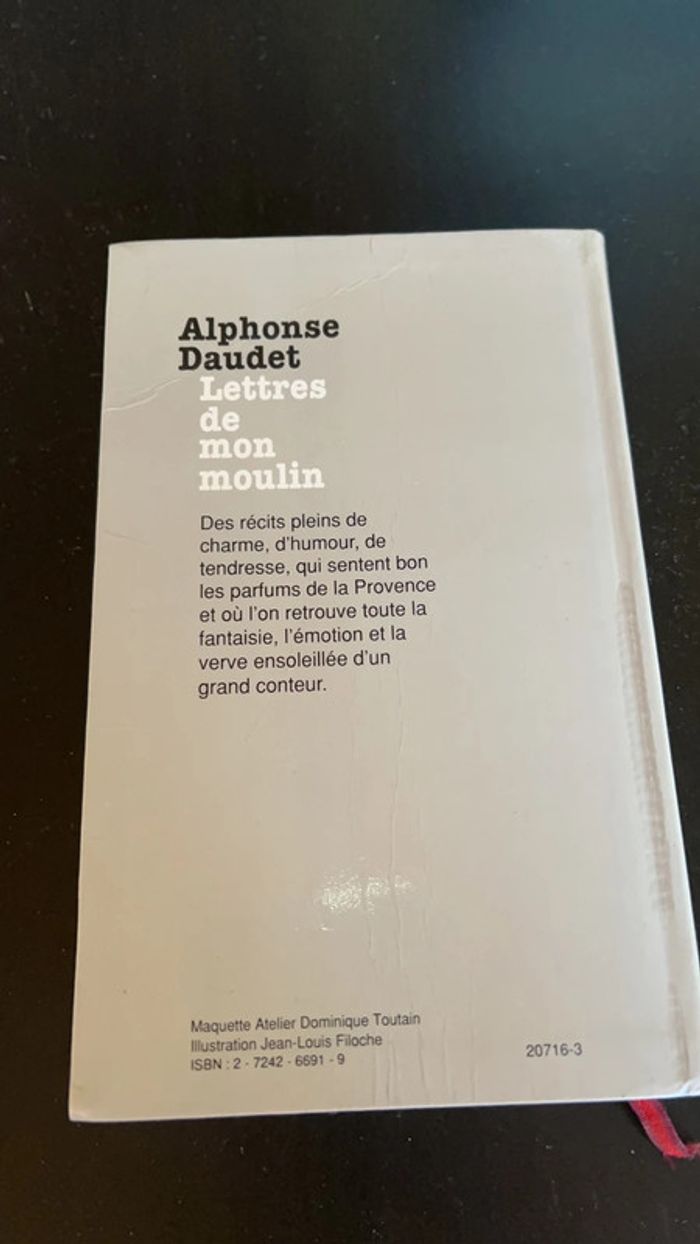 Alphonse
Daudet
Lettres
de
mon
moulin
Des récits pleins de
charme, d'humour, de
tendresse, qui sentent bon
les parfums de la Provence
et où l'on retrouve toute la
fantaisie, l'émotion et la
verve ensoleillée d'un
grand conteur.
Maquette Atelier Dominique Toutain
Illustration Jean-Louis Filoche
ISBN : 2 - 7242 - 6691 - 9
20716-3